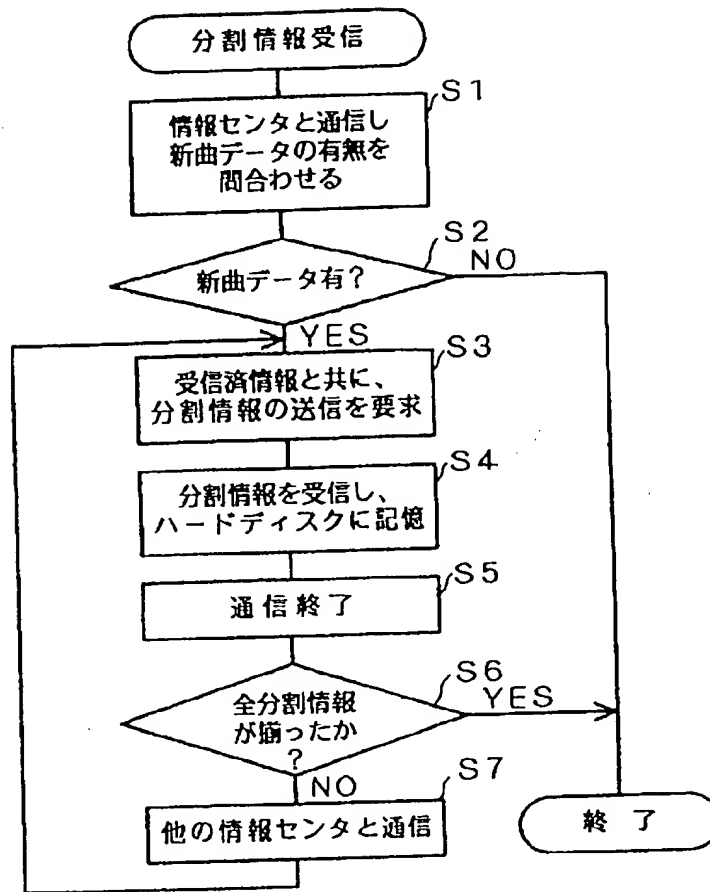 分割情報受信
S1
情報センタと通信し
新曲データの有無を
問合わせる
S2
新曲データ有?
NO
YES
S3
受信済情報と共に、
分割情報の送信を要求
S4
分割情報を受信し、
ハードディスクに記憶
S5
通信終了
S6
全分割情報
が揃ったか
?
YES
NO
S7
他の情報センタと通信
終了